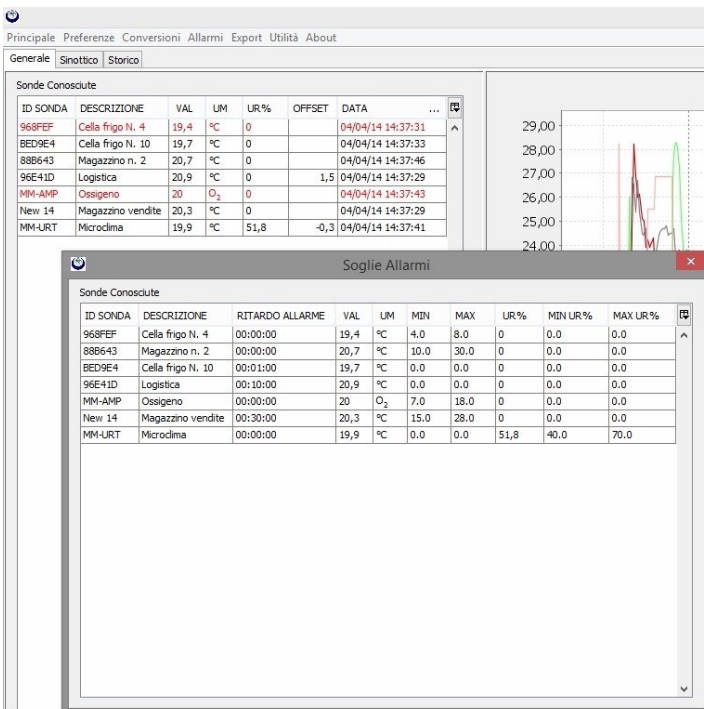 Principale Preferenze Conversioni Allarmi Export Utilità About
Generale Sinottico Storico
Sonde Conosciute
ID SONDA DESCRIZIONE VAL UM UR% OFFSET DATA ...
968FEF Cella frigo N. 4 19,4 °C 0 04/04/14 14:37:31
BED9E4 Cella frigo N. 10 19,7 °C 0 04/04/14 14:37:33
88B643 Magazzino n. 2 20,7 °C 0 04/04/14 14:37:46
96E41D Logistica 20,9 °C 0 1,5 04/04/14 14:37:29
MM-AMP Ossigeno 20 O₂ 0 04/04/14 14:37:43
New 14 Magazzino vendite 20,3 °C 0 04/04/14 14:37:29
MM-URT Microclima 19,9 °C 51,8 -0,3 04/04/14 14:37:41
29,00
28,00
27,00
26,00
25,00
24,00
Soglie Allarmi
Sonde Conosciute
ID SONDA DESCRIZIONE RITARDO ALLARME VAL UM MIN MAX UR% MIN UR% MAX UR%
968FEF Cella frigo N. 4 00:00:00 19,4 °C 4.0 8.0 0 0.0 0.0
88B643 Magazzino n. 2 00:00:00 20,7 °C 10.0 30.0 0 0.0 0.0
BED9E4 Cella frigo N. 10 00:01:00 19,7 °C 0.0 0.0 0 0.0 0.0
96E41D Logistica 00:10:00 20,9 °C 0.0 0.0 0 0.0 0.0
MM-AMP Ossigeno 00:00:00 20 O₂ 7.0 18.0 0 0.0 0.0
New 14 Magazzino vendite 00:30:00 20,3 °C 15.0 28.0 0 0.0 0.0
MM-URT Microclima 00:00:00 19,9 °C 0.0 0.0 51,8 40.0 70.0